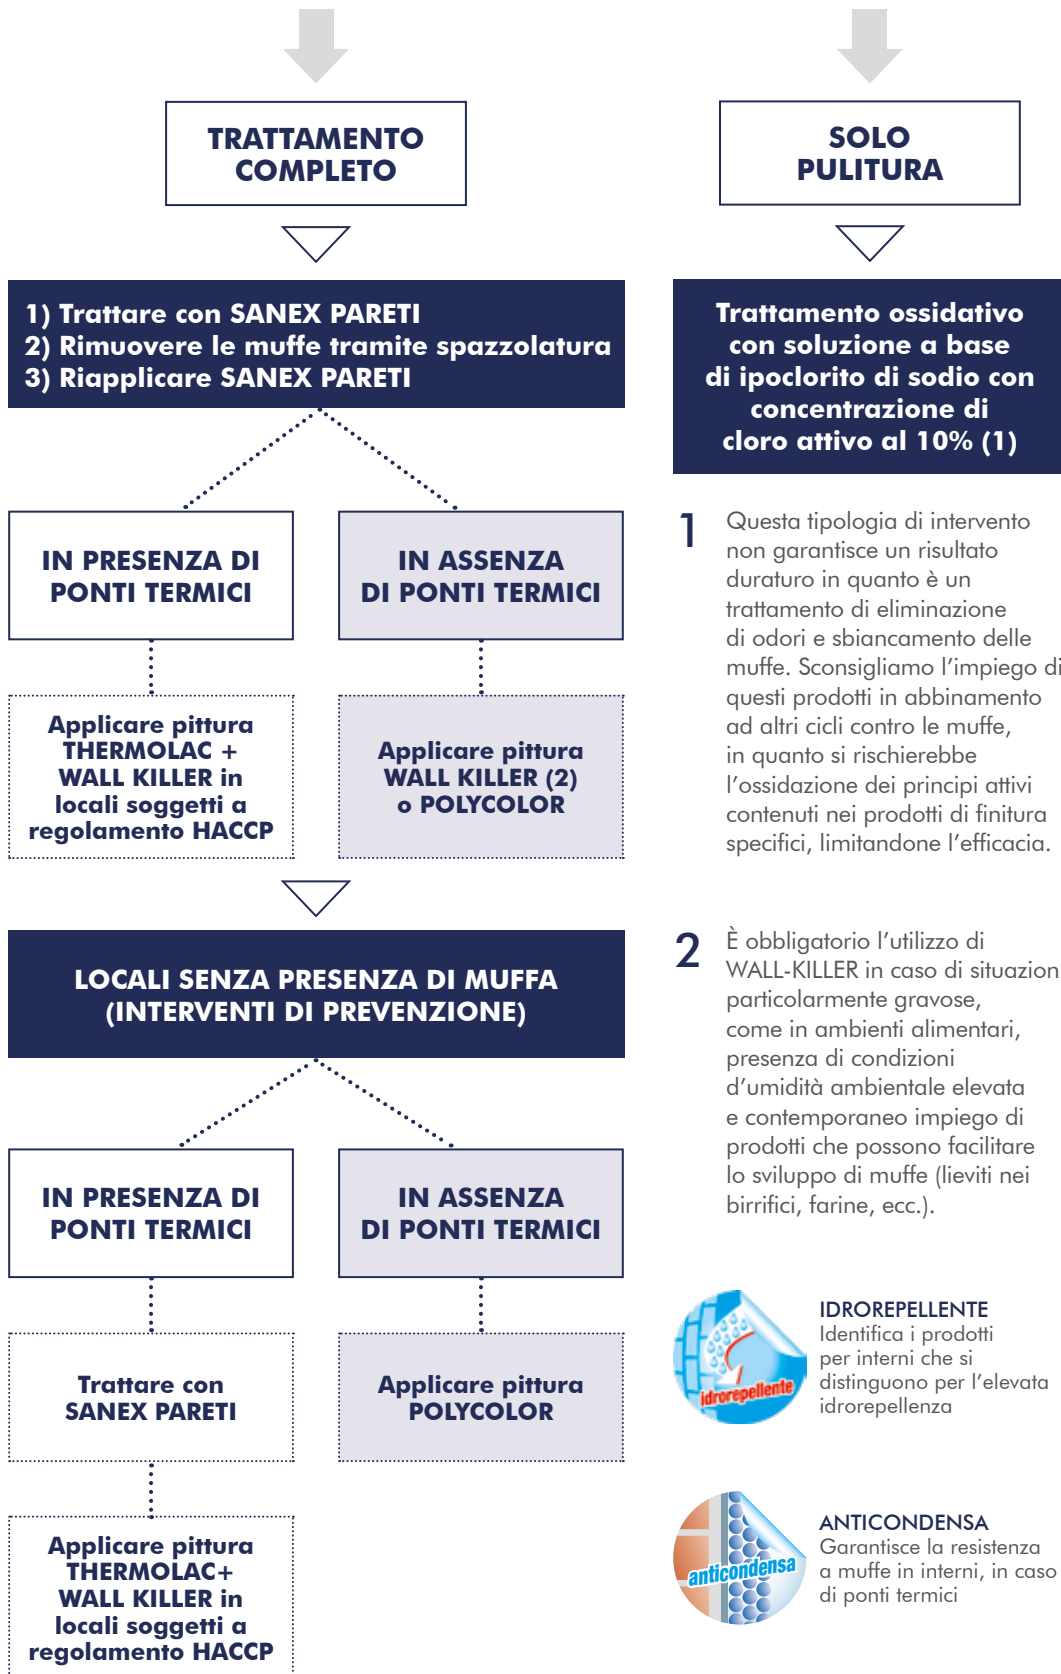 TRATTAMENTO
COMPLETO
1) Trattare con SANEX PARETI
2) Rimuovere le muffe tramite spazzolatura
3) Riapplicare SANEX PARETI
IN PRESENZA DI
PONTI TERMICI
IN ASSENZA
DI PONTI TERMICI
Applicare pittura
THERMOLAC +
WALL KILLER in
locali soggetti a
regolamento HACCP
Applicare pittura
WALL KILLER (2)
o POLYCOLOR
LOCALI SENZA PRESENZA DI MUFFA
(INTERVENTI DI PREVENZIONE)
IN PRESENZA DI
PONTI TERMICI
IN ASSENZA
DI PONTI TERMICI
Trattare con
SANEX PARETI
Applicare pittura
POLYCOLOR
Applicare pittura
THERMOLAC+
WALL KILLER in
locali soggetti a
regolamento HACCP
SOLO
PULITURA
Trattamento ossidativo
con soluzione a base
di ipoclorito di sodio con
concentrazione di
cloro attivo al 10% (1)
1 Questa tipologia di intervento
non garantisce un risultato
duraturo in quanto è un
trattamento di eliminazione
di odori e sbiancamento delle
muffe. Sconsigliamo l'impiego di
questi prodotti in abbinamento
ad altri cicli contro le muffe,
in quanto si rischierebbe
l'ossidazione dei principi attivi
contenuti nei prodotti di finitura
specifici, limitandone l'efficacia.
2 È obbligatorio l'utilizzo di
WALL-KILLER in caso di situazion
particolarmente gravose,
come in ambienti alimentari,
presenza di condizioni
d'umidità ambientale elevata
e contemporaneo impiego di
prodotti che possono facilitare
lo sviluppo di muffe (lieviti nei
birrifici, farine, ecc.).
idrorepellente
IDROREPELLENTE
Identifica i prodotti
per interni che si
distinguono per l'elevata
idrorepellenza
anticondensa
ANTICONDENSA
Garantisce la resistenza
a muffe in interni, in caso
di ponti termici